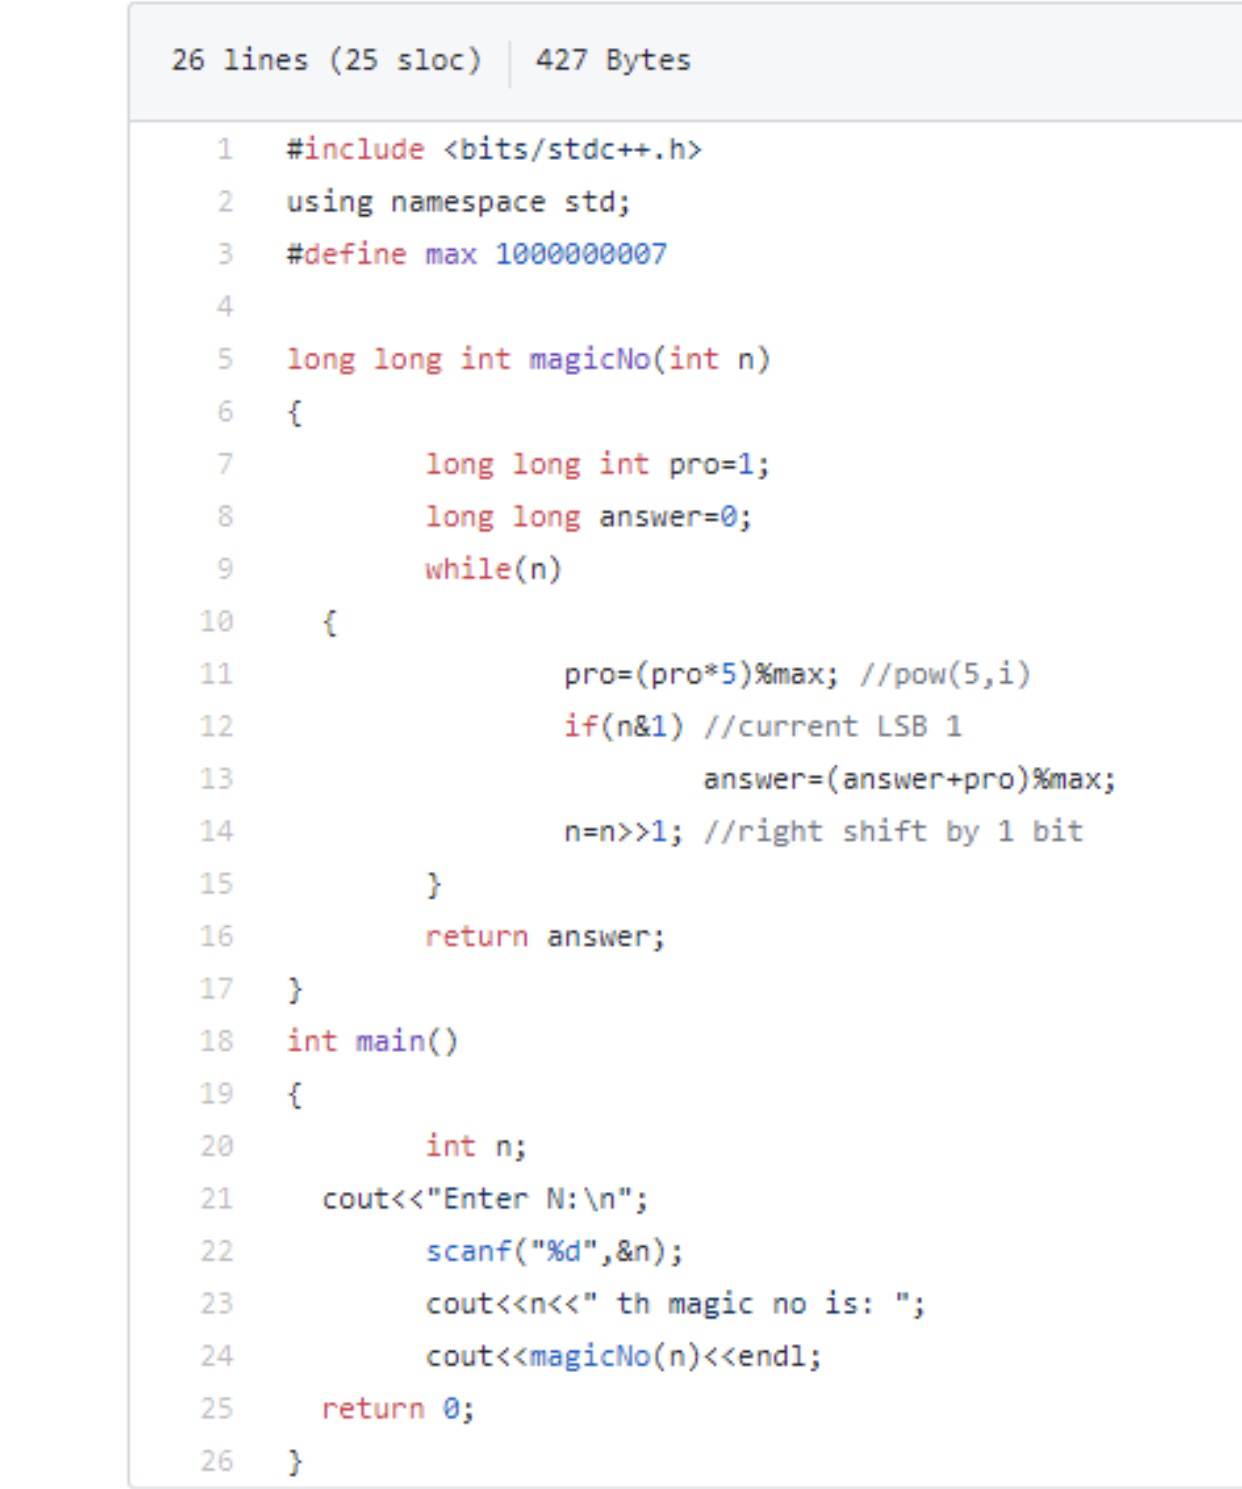 26 lines (25 sloc) 427 Bytes
1 #include <bits/stdc++.h>
2 using namespace std;
3 #define max 1000000007
4
5 long long int magicNo(int n)
6 {
7 long long int pro=1;
8 long long answer=0;
9 while(n)
10 {
11 pro=(pro*5)%max; //pow(5,i)
12 if(n&1) //current LSB 1
13 answer=(answer+pro)%max;
14 n=n>>1; //right shift by 1 bit
15 }
16 return answer;
17 }
18 int main()
19 {
20 int n;
21 cout<<"Enter N:\n";
22 scanf("%d",&n);
23 cout<<n<<" th magic no is: ";
24 cout<<magicNo(n)<<endl;
25 return 0;
26 }